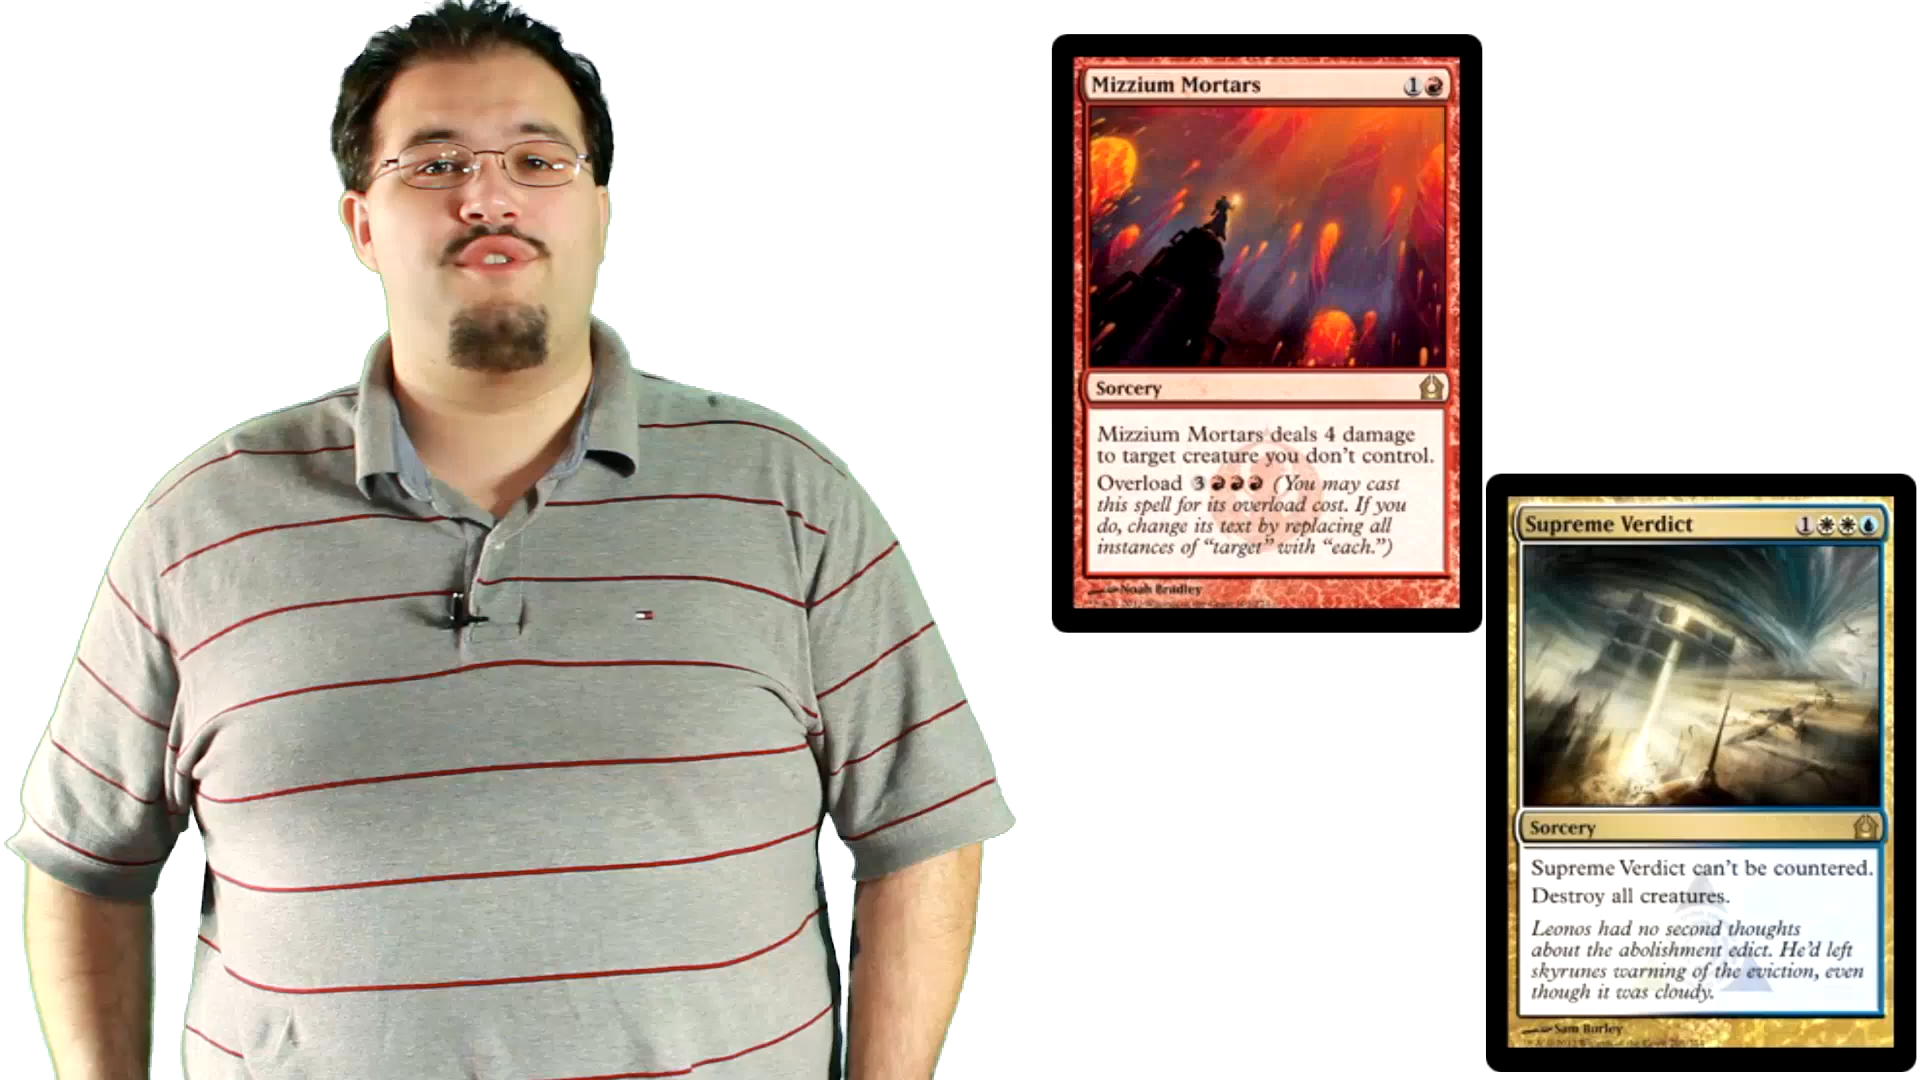 Mizzium Mortars 1
Sorcery
Mizzium Mortars deals 4 damage
to target creature you don't control.
Overload 3 (You may cast
this spell for its overload cost. If you
do, change its text by replacing all
instances of "target" with "each.")
Noah Bradley
Supreme Verdict 1
Sorcery
Supreme Verdict can't be countered.
Destroy all creatures.
Leonos had no second thoughts
about the abolishment edict. He'd left
skyrunes warning of the eviction, even
though it was cloudy.
Sam Burley